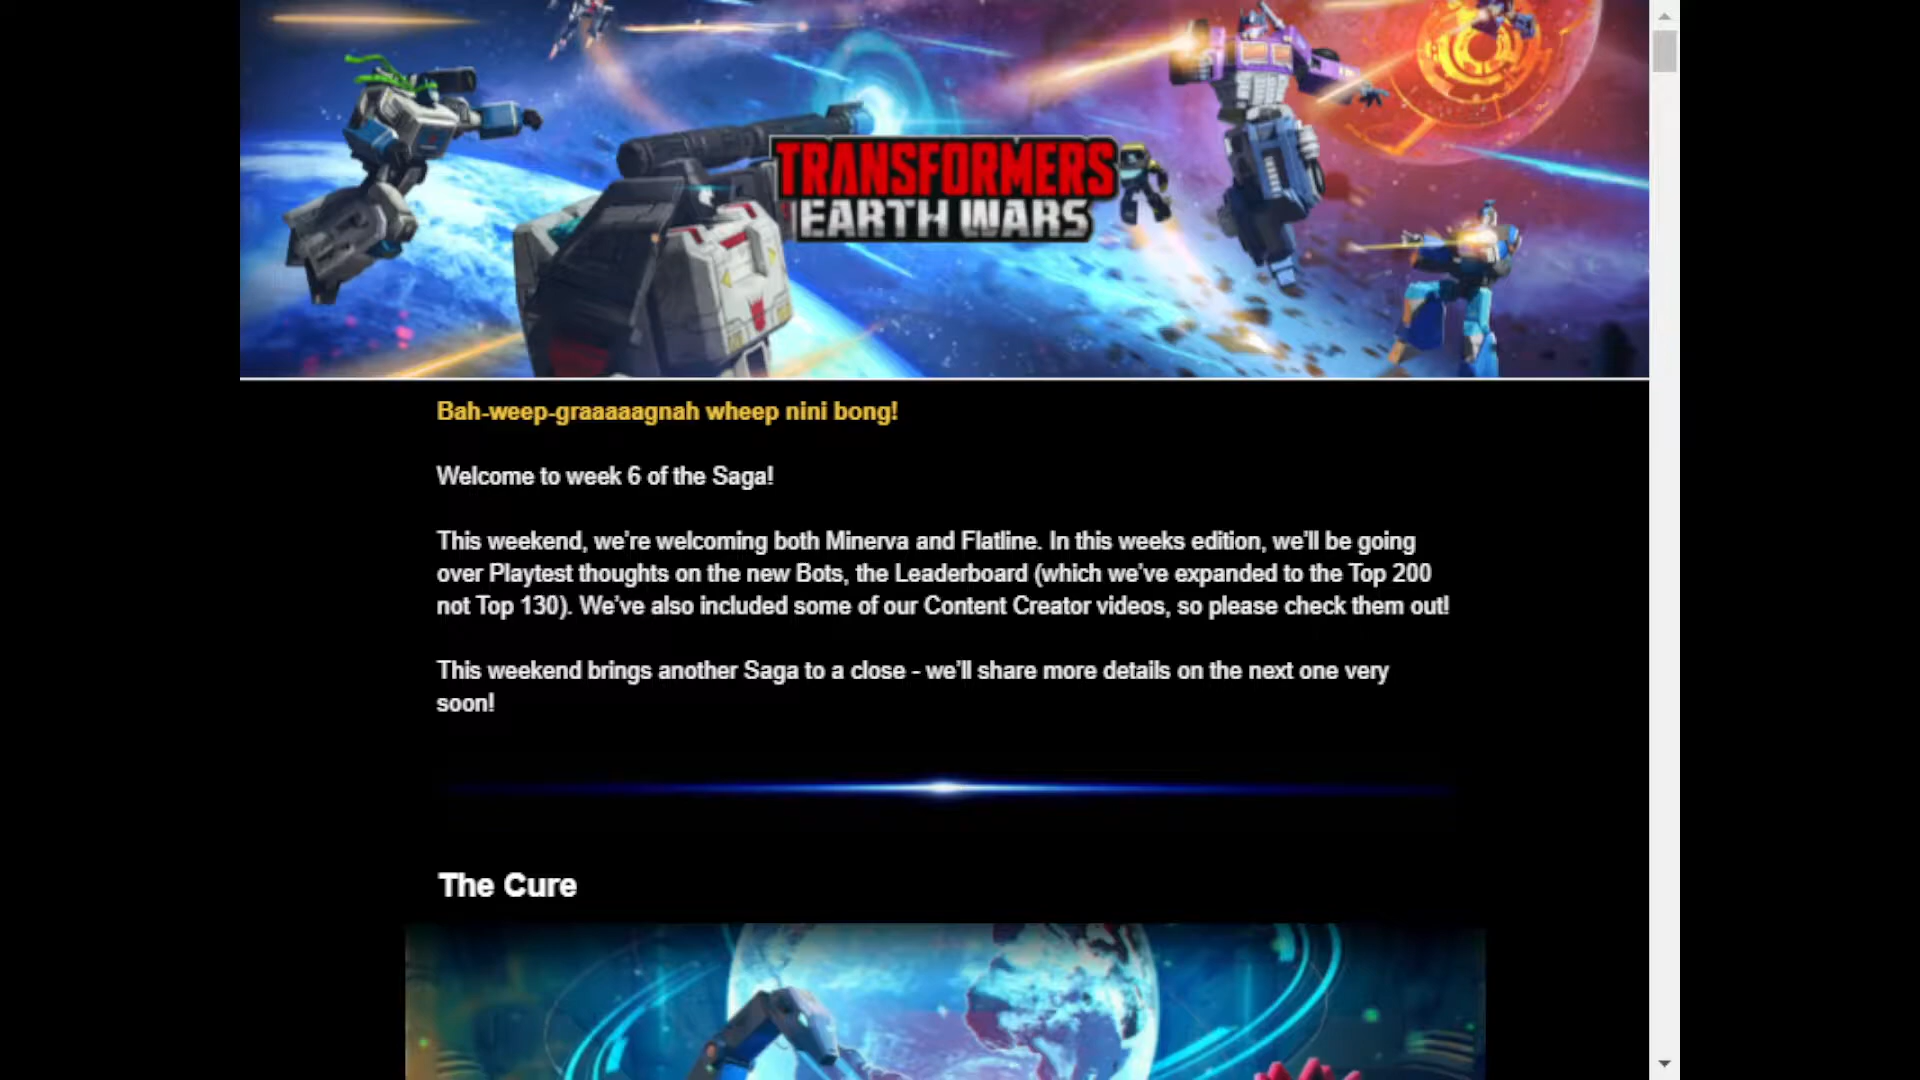 TRANSFORMERS
EARTH WARS
Bah-weep-graaaaagnah wheep nini bong!
Welcome to week 6 of the Saga!
This weekend, we’re welcoming both Minerva and Flatline. In this weeks edition, we’ll be going
over Playtest thoughts on the new Bots, the Leaderboard (which we’ve expanded to the Top 200
not Top 130). We’ve also included some of our Content Creator videos, so please check them out!
This weekend brings another Saga to a close - we’ll share more details on the next one very
soon!
The Cure